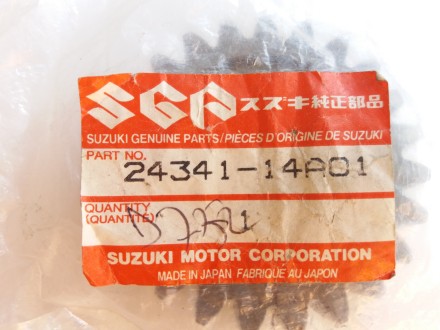 SGP スズキ純正部品
SUZUKI GENUINE PARTS/PIÈCES D'ORIGINE DE SUZUKI
PART NO. 24341-14A01
QUANTITY
(QUANTITÉ)
SUZUKI MOTOR CORPORATION
MADE IN JAPAN FABRIQUE AU JAPON